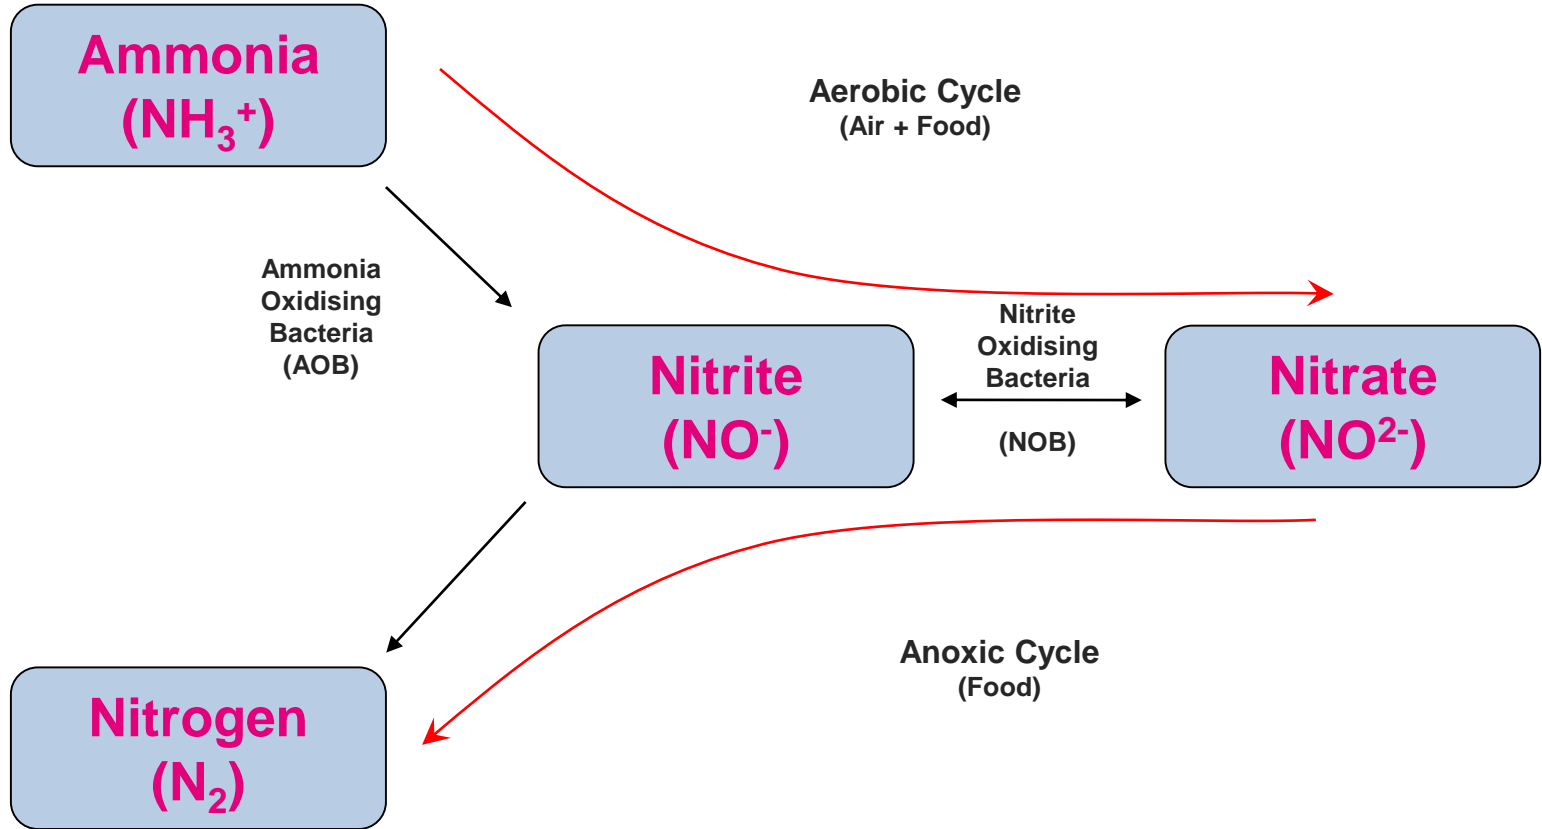 Ammonia
(NH₃⁺)
Aerobic Cycle
(Air + Food)
Ammonia
Oxidising
Bacteria
(AOB)
Nitrite
Oxidising
Bacteria
(NOB)
Nitrite
(NO⁻)
Nitrate
(NO²⁻)
Anoxic Cycle
(Food)
Nitrogen
(N₂)